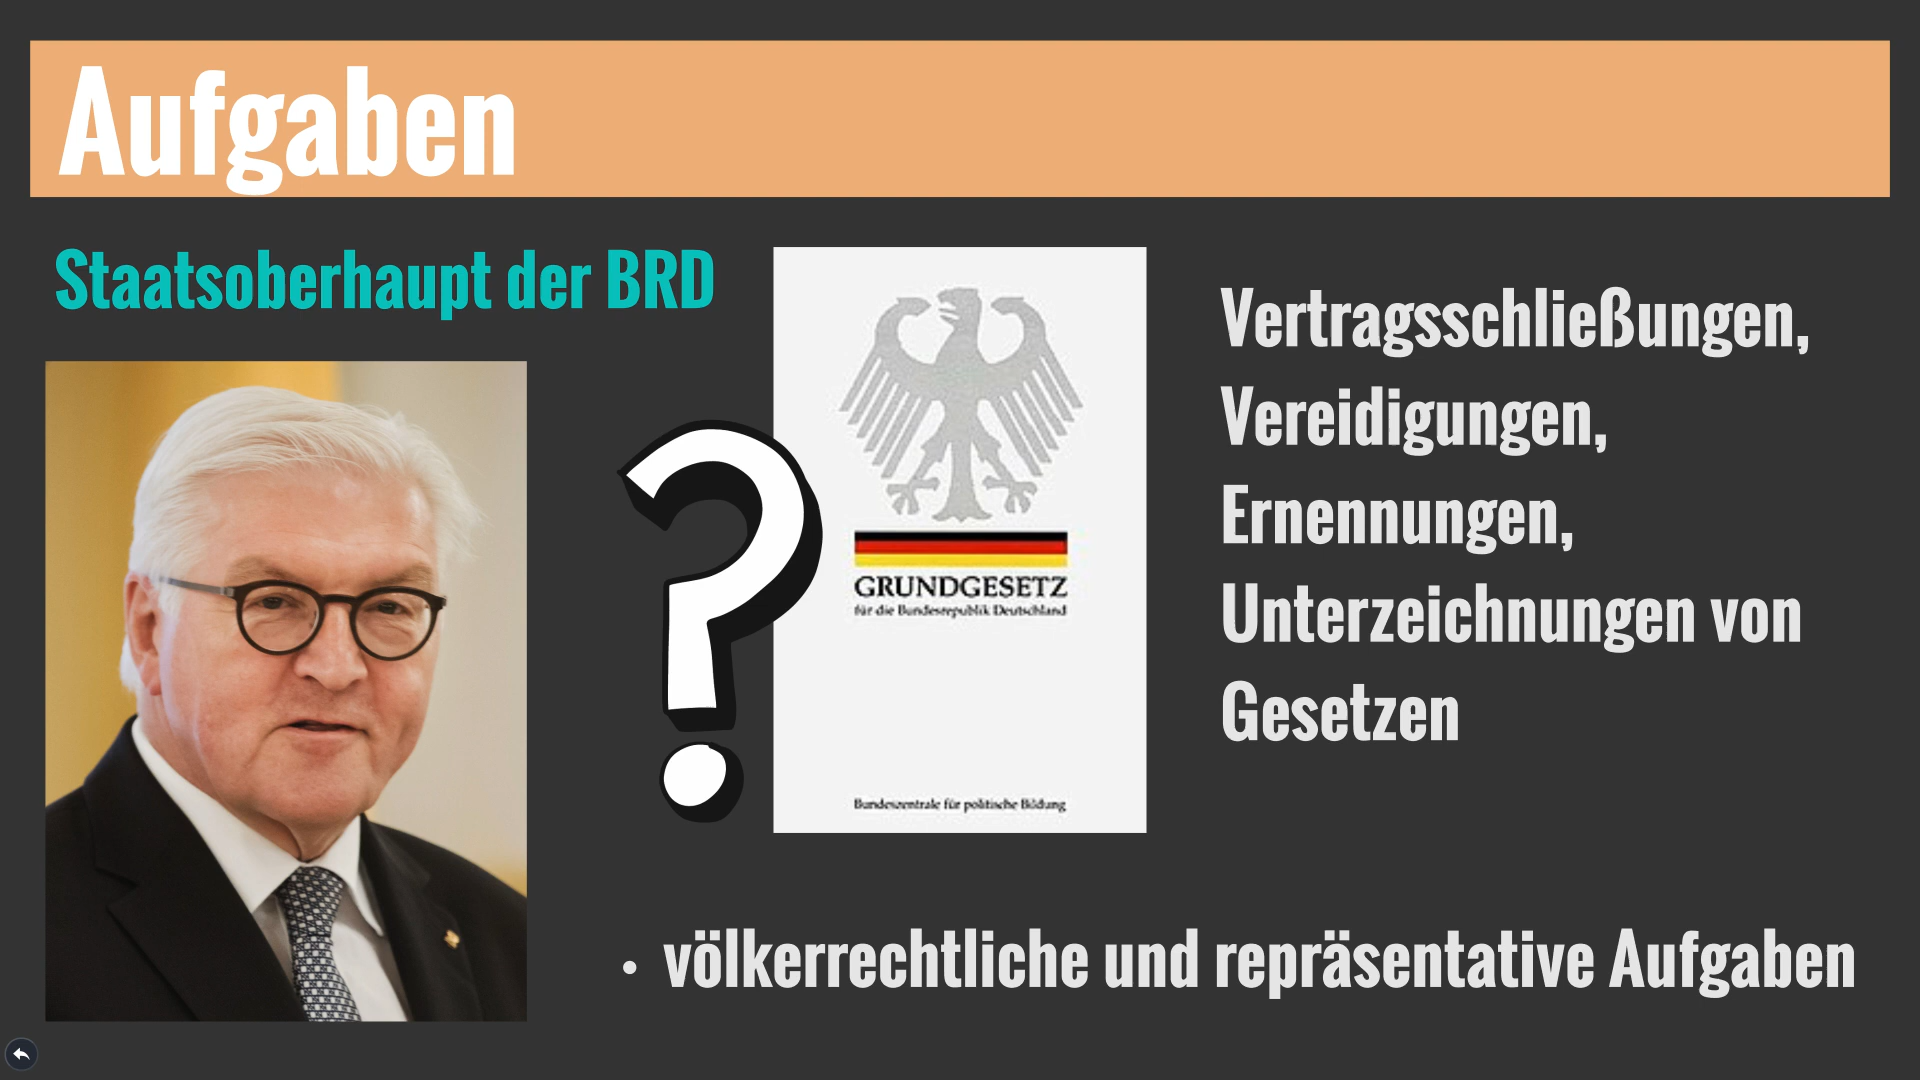 Aufgaben
Staatsoberhaupt der BRD
?
GRUNDGESETZ
für die Bundesrepublik Deutschland
Bundeszentrale für politische Bildung
Vertragsschließungen,
Vereidigungen,
Ernennungen,
Unterzeichnungen von
Gesetzen
• völkerrechtliche und repräsentative Aufgaben